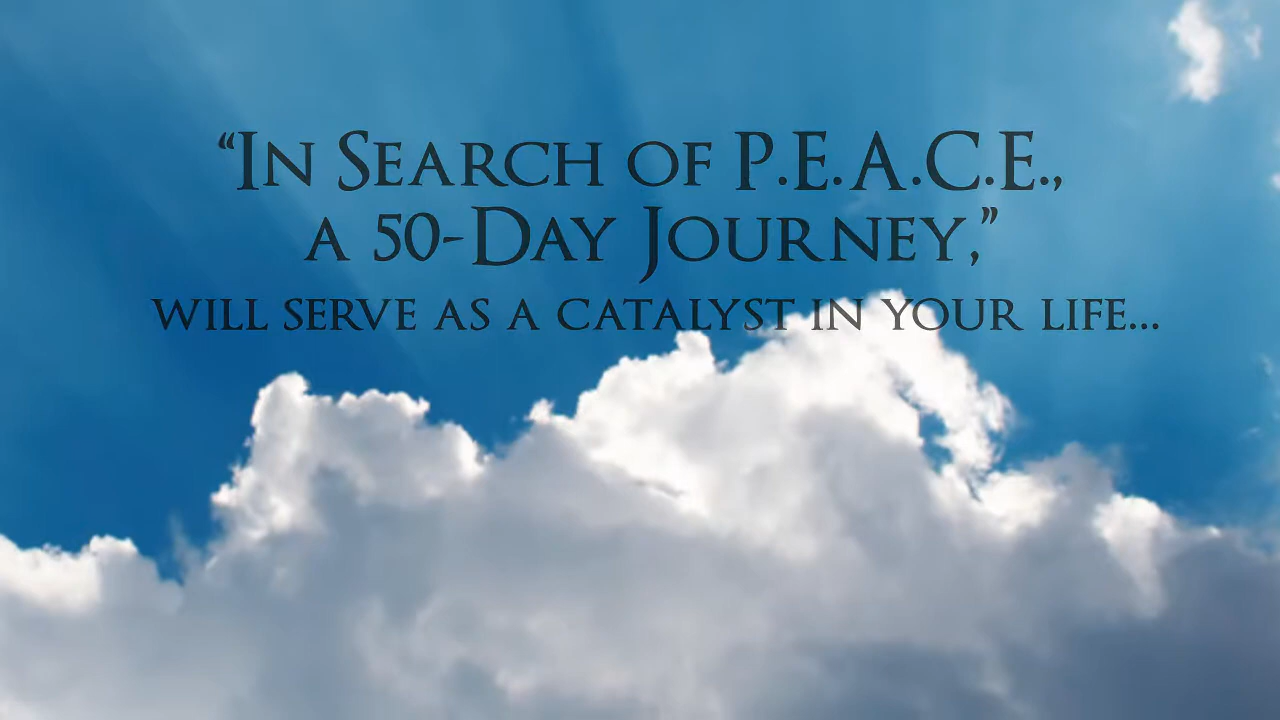 “In Search of P.E.A.C.E.,
a 50-Day Journey,”
will serve as a catalyst in your life...